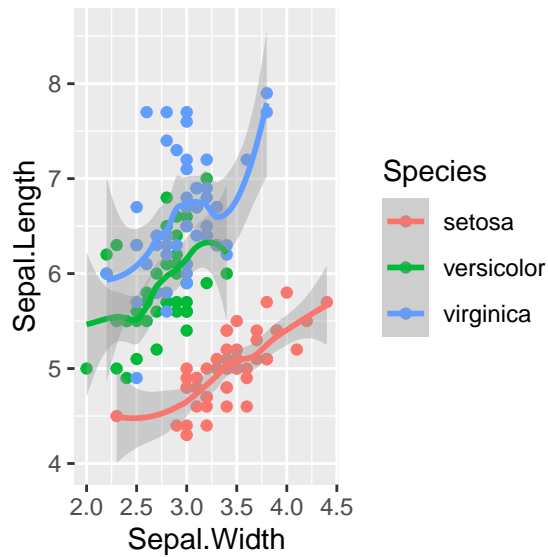 8
7
6
5
4
Sepal.Length
2.0 2.5 3.0 3.5 4.0 4.5
Sepal.Width
Species
setosa
versicolor
virginica